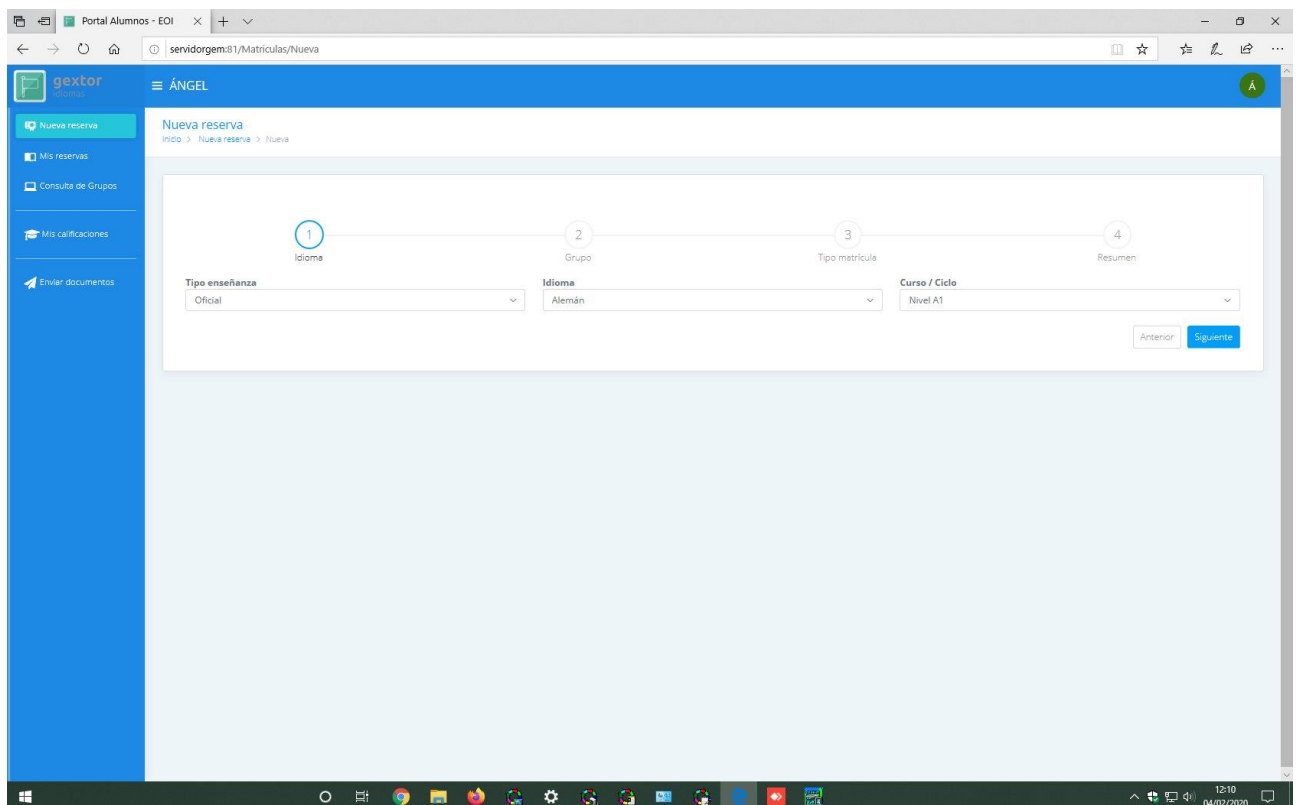 Portal Alumnos - EOI
servidorgem:81/Matriculas/Nueva
gextor
idiomas
ÁNGEL
Á
Nueva reserva
Mis reservas
Consulta de Grupos
Mis calificaciones
Enviar documentos
Nueva reserva
Inicio > Nueva reserva > Nueva
1
2
3
4
Idioma
Grupo
Tipo matrícula
Resumen
Tipo enseñanza
Idioma
Curso / Ciclo
Oficial
Alemán
Nivel A1
Anterior
Siguiente
12:10
04/02/2020